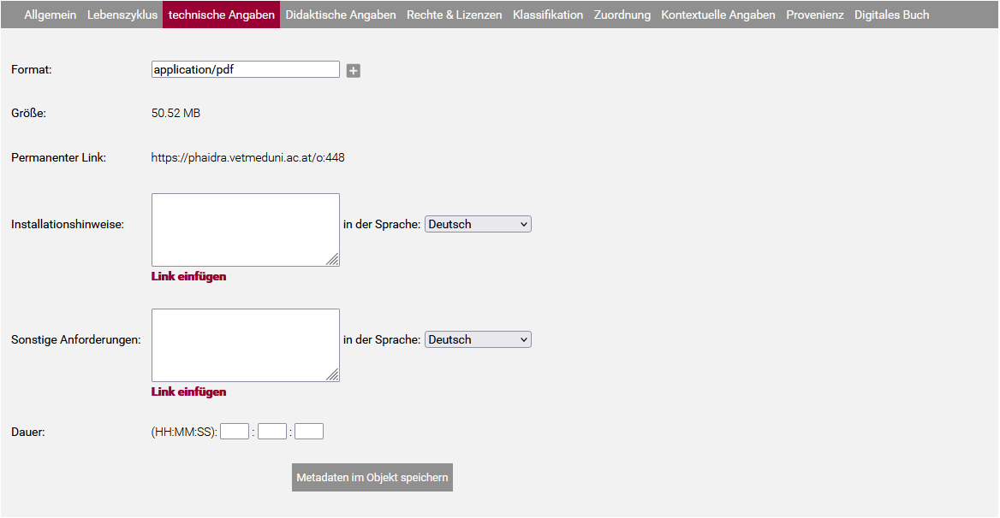 Allgemein Lebenszyklus technische Angaben Didaktische Angaben Rechte & Lizenzen Klassifikation Zuordnung Kontextuelle Angaben Provenienz Digitales Buch
Format: application/pdf
Größe: 50.52 MB
Permanenter Link: https://phaidra.vetmeduni.ac.at/o:448
Installationshinweise: in der Sprache: Deutsch
Link einfügen
Sonstige Anforderungen: in der Sprache: Deutsch
Link einfügen
Dauer: (HH:MM:SS): : :
Metadaten im Objekt speichern